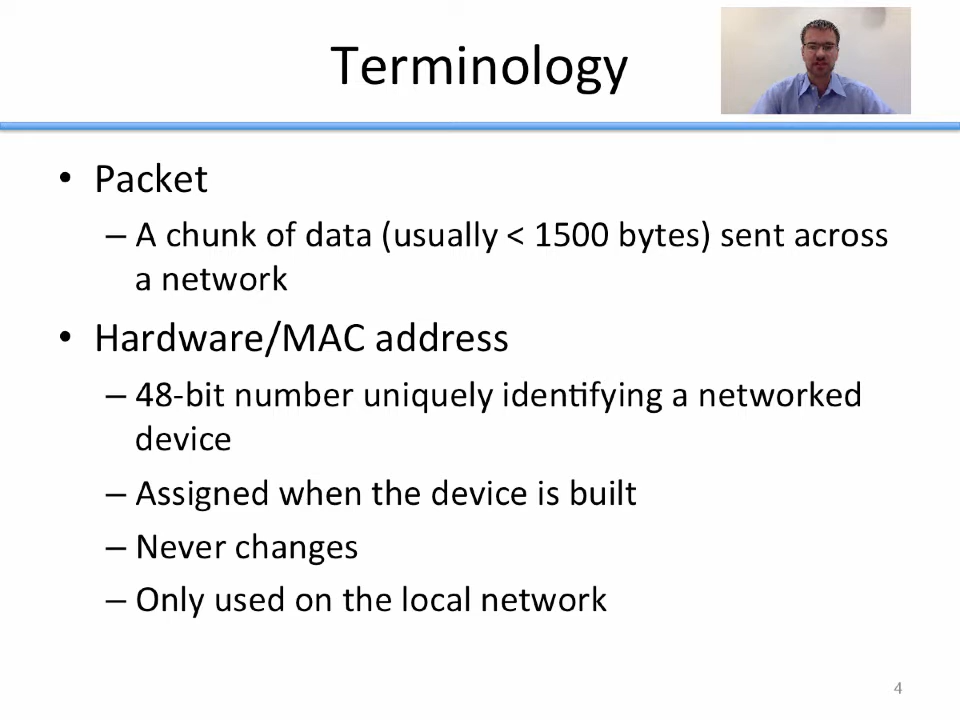 Terminology
• Packet
– A chunk of data (usually < 1500 bytes) sent across
a network
• Hardware/MAC address
– 48-bit number uniquely identifying a networked
device
– Assigned when the device is built
– Never changes
– Only used on the local network
4